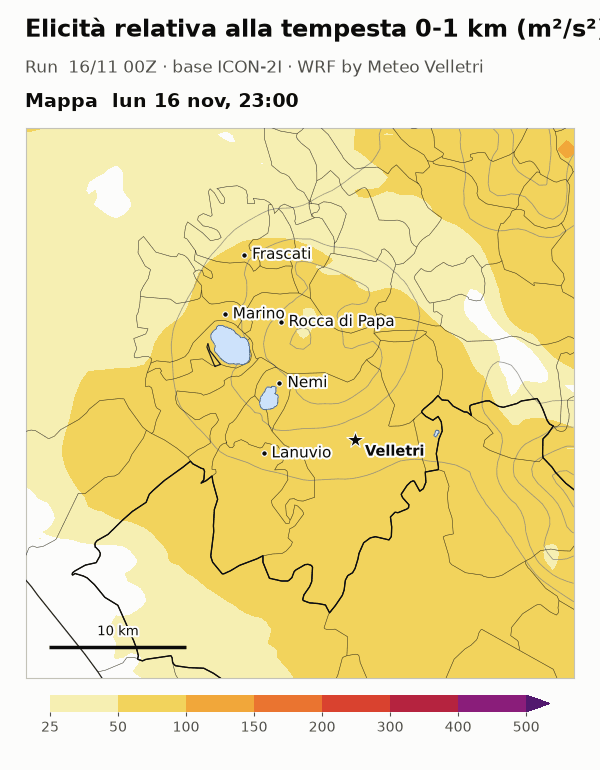 Elicità relativa alla tempesta 0-1 km (m²/s²)
Run  16/11 00Z · base ICON-2I · WRF by Meteo Velletri
Mappa  lun 16 nov, 23:00
Frascati
Marino
Rocca di Papa
Nemi
Lanuvio
Velletri
10 km
25 50 100 150 200 300 400 500